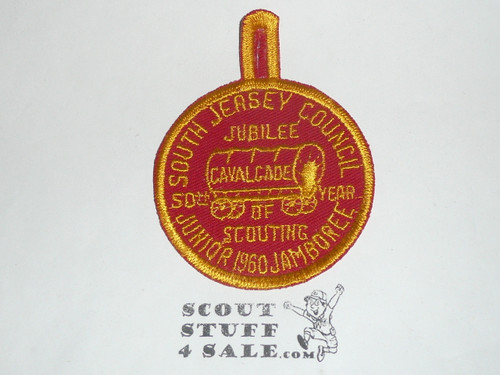 SOUTH JERSEY COUNCIL
JUBILEE
CAVALCADE
50th YEAR
OF
SCOUTING
JUNIOR 1960 JAMBOREE
SCOUT
STUFF
4 SALE.com